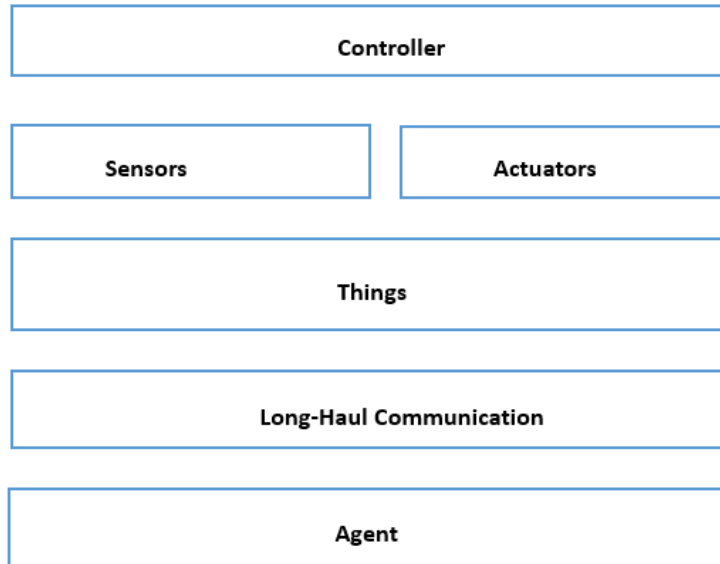 Controller
Sensors
Actuators
Things
Long-Haul Communication
Agent